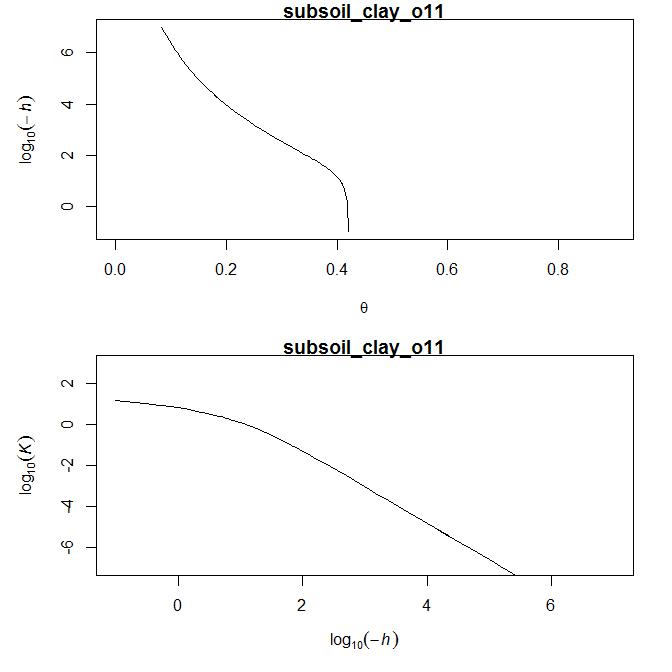 subsoil_clay_o11
log₁₀(− h)
6
4
2
0
0.0 0.2 0.4 0.6 0.8
θ
subsoil_clay_o11
log₁₀(K)
2
0
-2
-4
-6
0 2 4 6
log₁₀(−h)